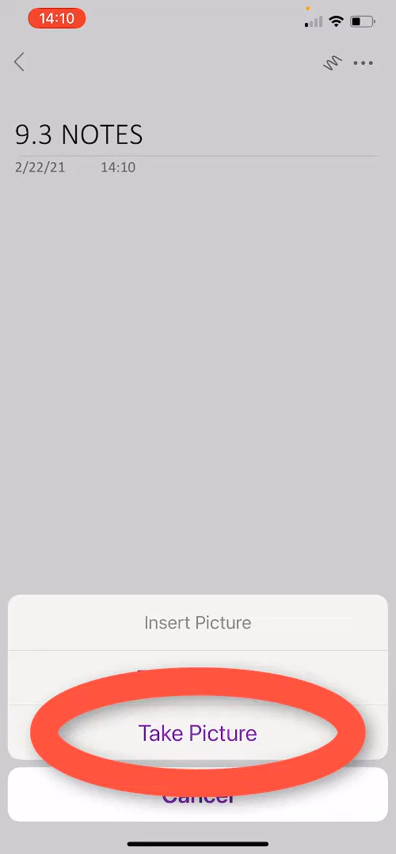 14:10
9.3 NOTES
2/22/21 14:10
Insert Picture
Take Picture
Cancel